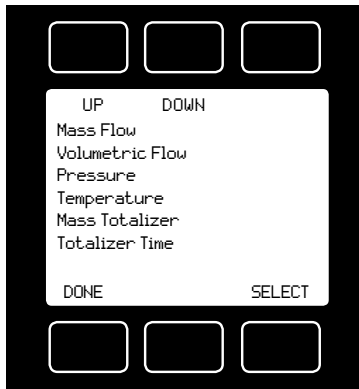 UP DOWN
Mass Flow
Volumetric Flow
Pressure
Temperature
Mass Totalizer
Totalizer Time
DONE SELECT